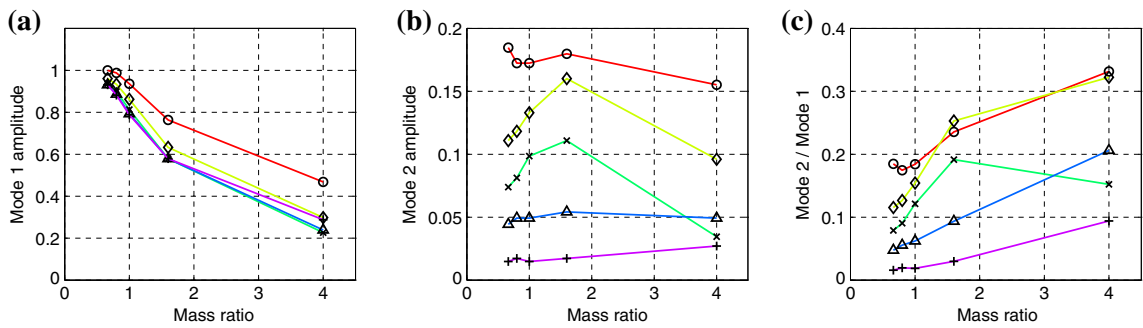 (a)
Mode 1 amplitude
1
0.8
0.6
0.4
0.2
0
0 1 2 3 4
Mass ratio
(b)
Mode 2 amplitude
0.2
0.15
0.1
0.05
0
0 1 2 3 4
Mass ratio
(c)
Mode 2 / Mode 1
0.4
0.3
0.2
0.1
0
0 1 2 3 4
Mass ratio